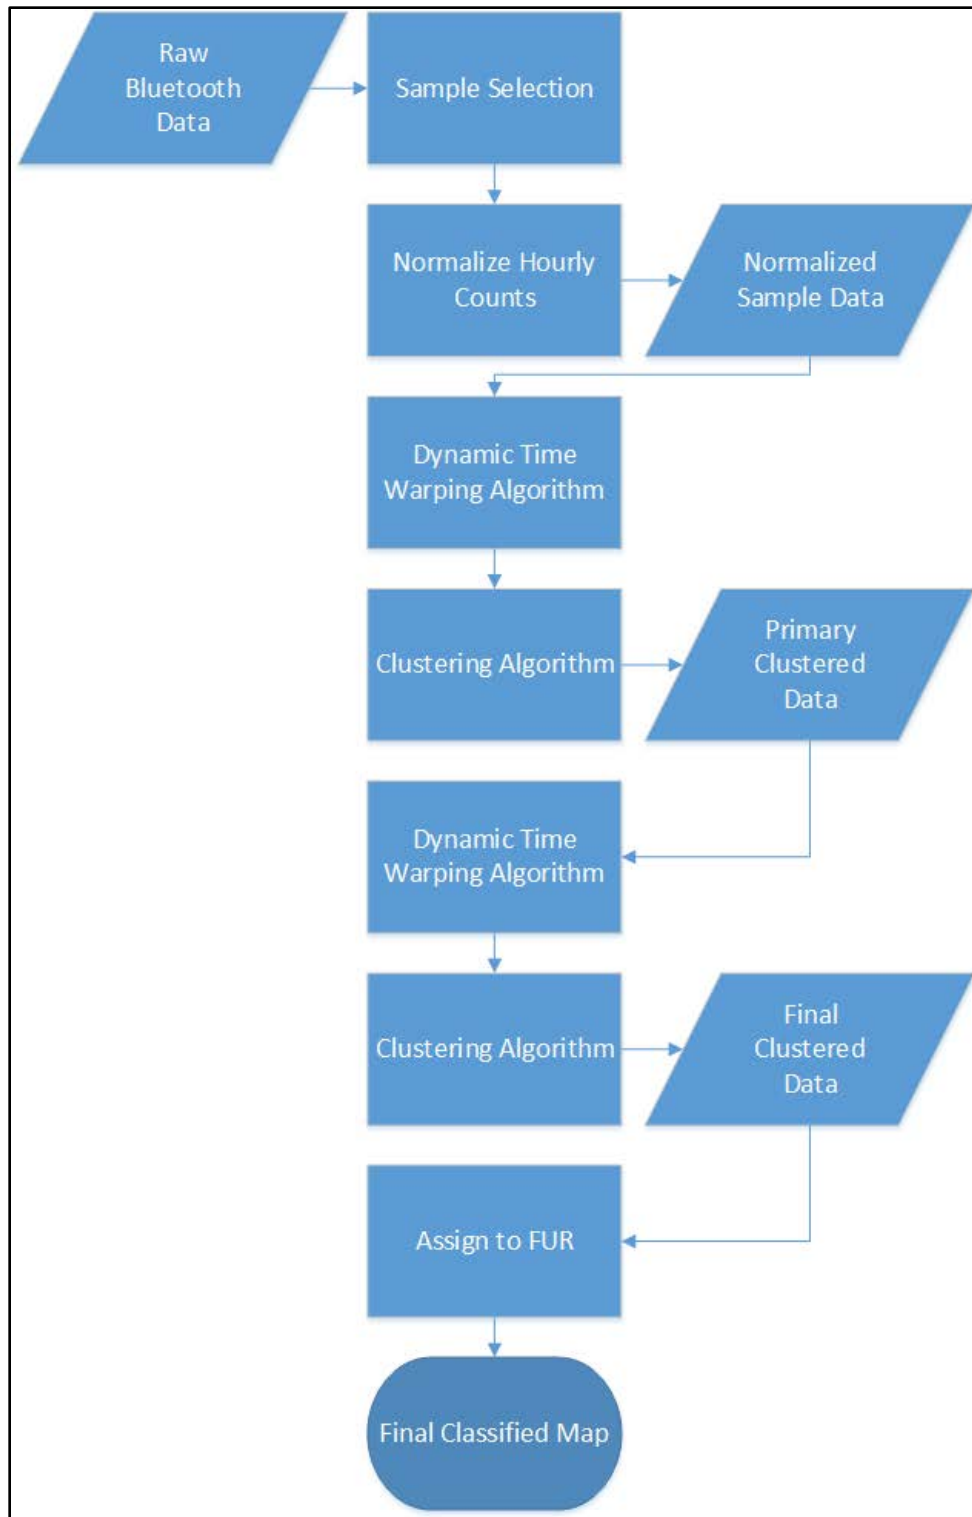 Raw
Bluetooth
Data
Sample Selection
Normalize Hourly
Counts
Normalized
Sample Data
Dynamic Time
Warping Algorithm
Clustering Algorithm
Primary
Clustered
Data
Dynamic Time
Warping Algorithm
Clustering Algorithm
Final
Clustered
Data
Assign to FUR
Final Classified Map